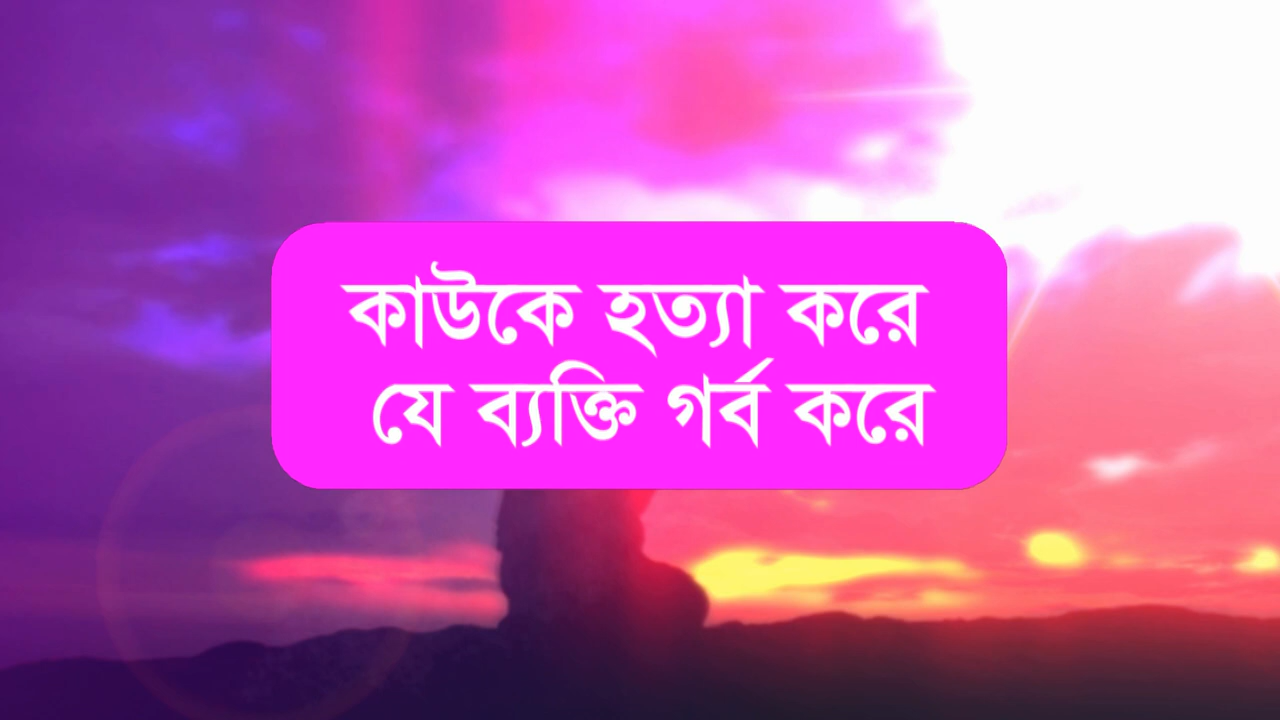 কাউকে হত্যা করে
যে ব্যক্তি গর্ব করে